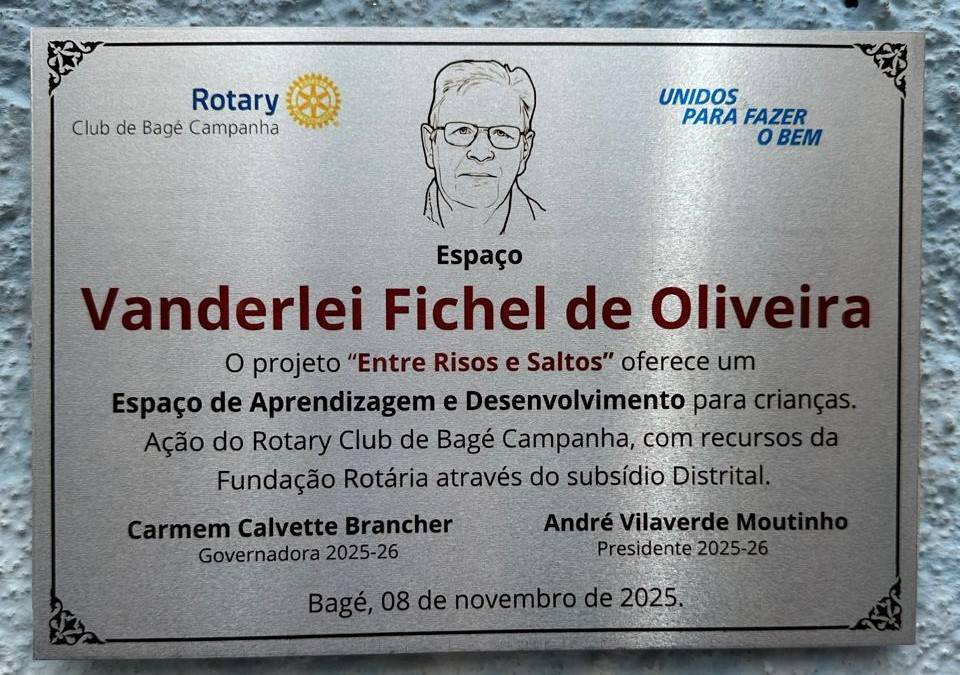 Rotary
Club de Bagé Campanha
UNIDOS
PARA FAZER
O BEM
Espaço
Vanderlei Fichel de Oliveira
O projeto “Entre Risos e Saltos” oferece um
Espaço de Aprendizagem e Desenvolvimento para crianças.
Ação do Rotary Club de Bagé Campanha, com recursos da
Fundação Rotária através do subsídio Distrital.
Carmem Calvette Brancher
Governadora 2025-26
André Vilaverde Moutinho
Presidente 2025-26
Bagé, 08 de novembro de 2025.